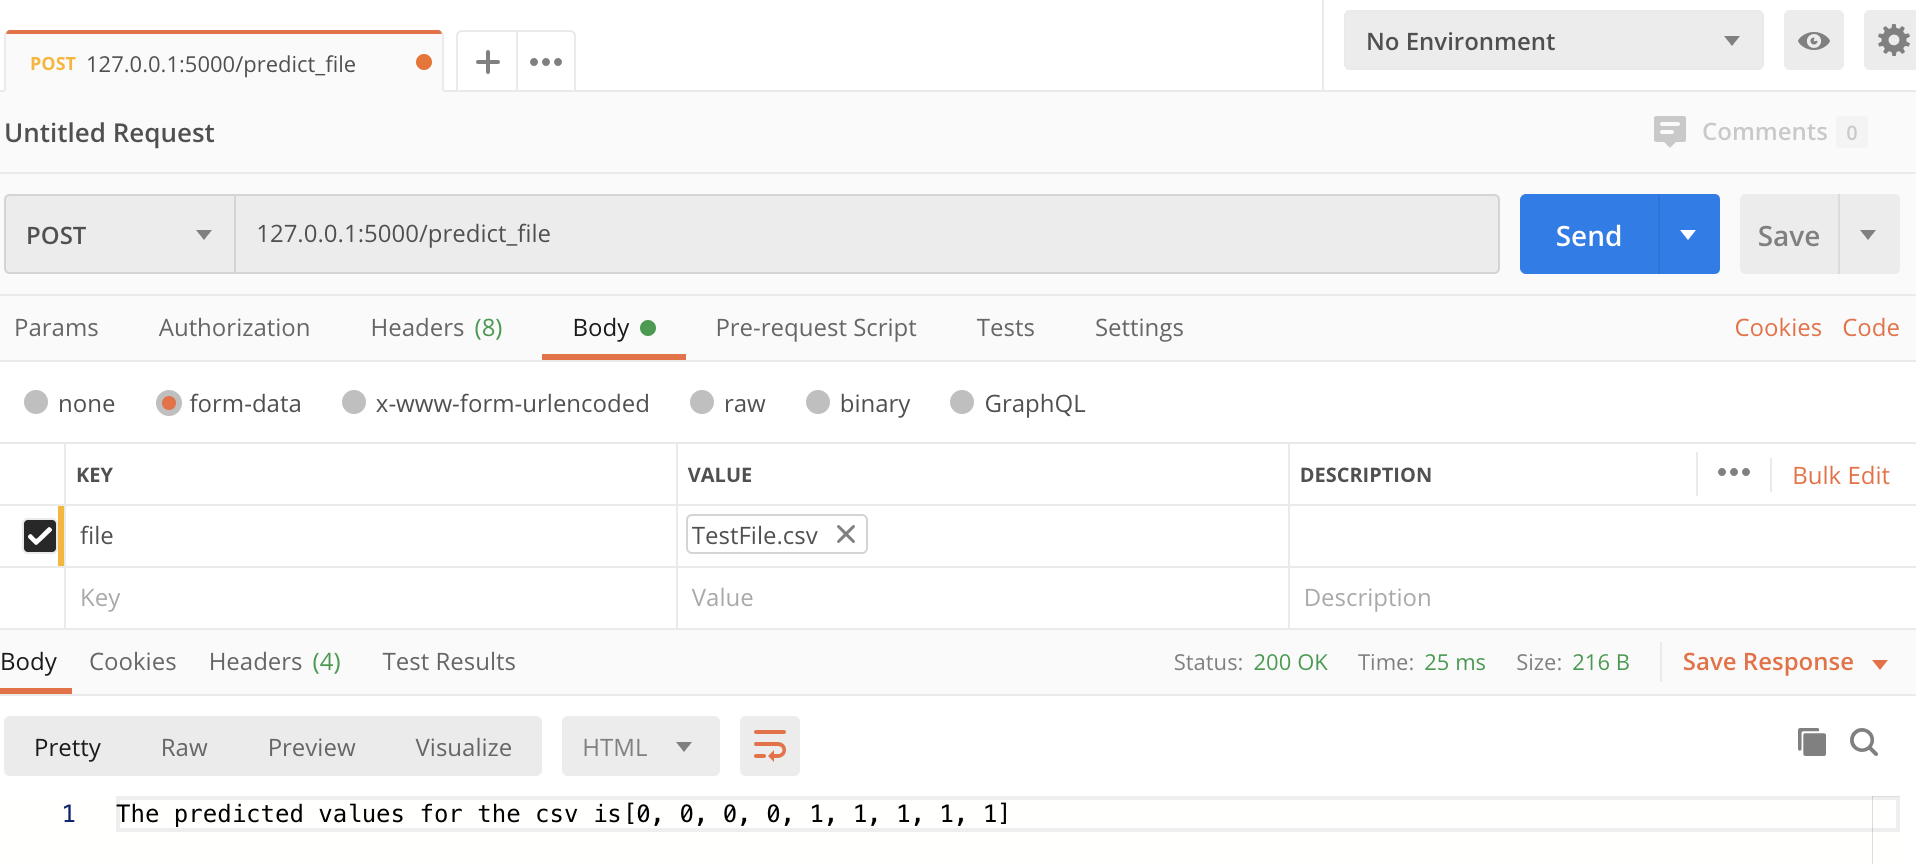 POST 127.0.0.1:5000/predict_file
No Environment
Untitled Request
Comments 0
POST 127.0.0.1:5000/predict_file Send Save
Params Authorization Headers (8) Body Pre-request Script Tests Settings Cookies Code
none form-data x-www-form-urlencoded raw binary GraphQL
KEY VALUE DESCRIPTION Bulk Edit
file TestFile.csv
Key Value Description
Body Cookies Headers (4) Test Results Status: 200 OK Time: 25 ms Size: 216 B Save Response
Pretty Raw Preview Visualize HTML
1 The predicted values for the csv is[0, 0, 0, 0, 1, 1, 1, 1, 1]